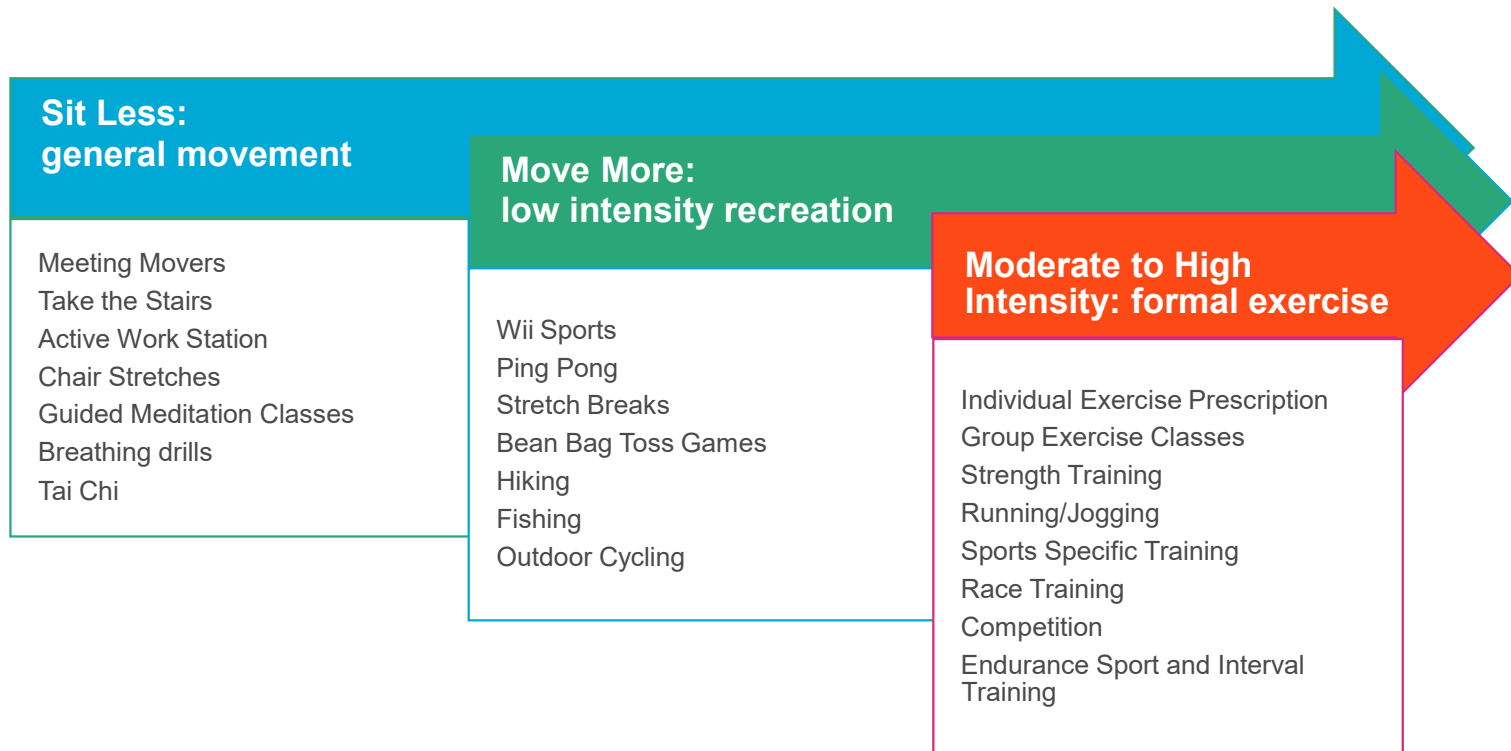 Sit Less:
general movement
Meeting Movers
Take the Stairs
Active Work Station
Chair Stretches
Guided Meditation Classes
Breathing drills
Tai Chi
Move More:
low intensity recreation
Wii Sports
Ping Pong
Stretch Breaks
Bean Bag Toss Games
Hiking
Fishing
Outdoor Cycling
Moderate to High
Intensity: formal exercise
Individual Exercise Prescription
Group Exercise Classes
Strength Training
Running/Jogging
Sports Specific Training
Race Training
Competition
Endurance Sport and Interval
Training